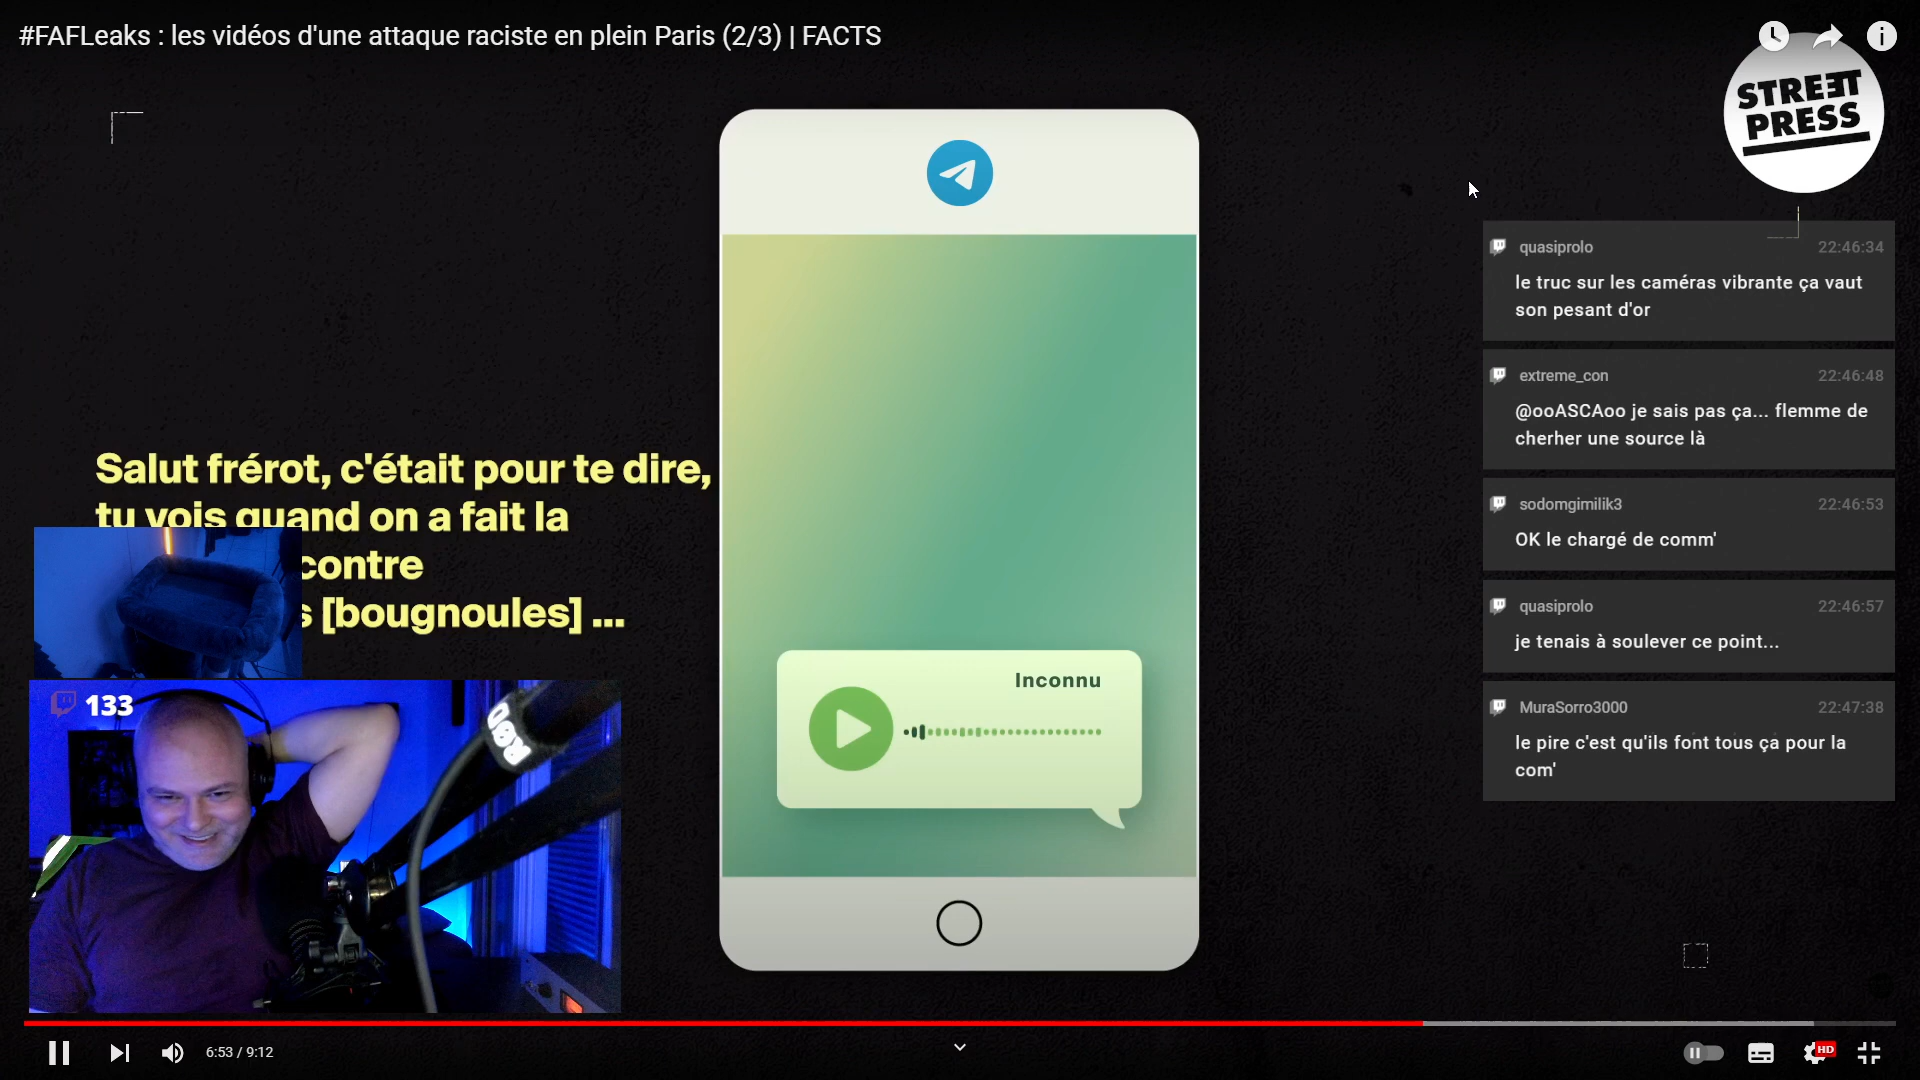 #FAFLeaks : les vidéos d'une attaque raciste en plein Paris (2/3) | FACTS
STREET
PRESS
quasiprolo 22:46:34
le truc sur les caméras vibrante ça vaut
son pesant d'or
extreme_con 22:46:48
@ooASCAoo je sais pas ça... flemme de
cherher une source là
sodomgimilik3 22:46:53
OK le chargé de comm'
quasiprolo 22:46:57
je tenais à soulever ce point...
MuraSorro3000 22:47:38
le pire c'est qu'ils font tous ça pour la
com'
Salut frérot, c'était pour te dire,
tu vois quand on a fait la
contre
[bougnoules] ...
Inconnu
133
RØD
6:53 / 9:12
HD